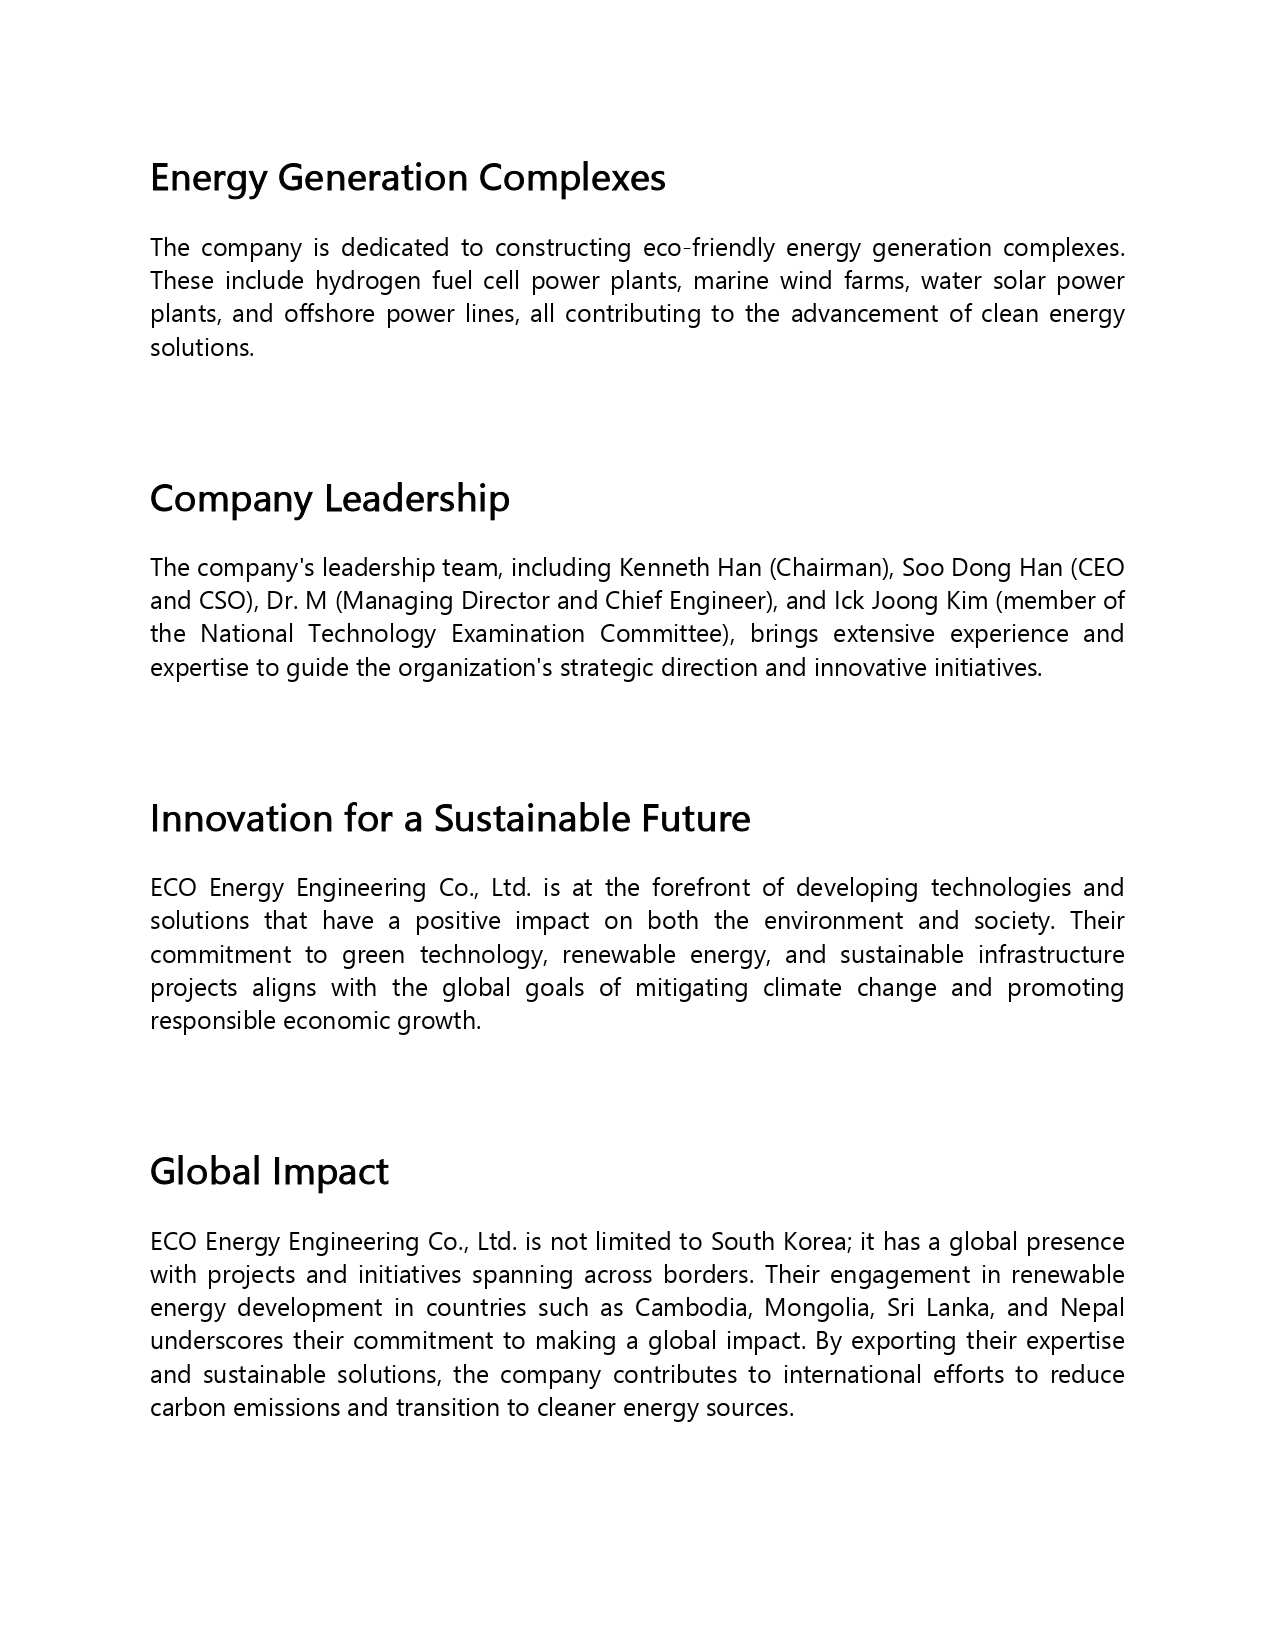 Energy Generation Complexes
The company is dedicated to constructing eco-friendly energy generation complexes.
These include hydrogen fuel cell power plants, marine wind farms, water solar power
plants, and offshore power lines, all contributing to the advancement of clean energy
solutions.
Company Leadership
The company's leadership team, including Kenneth Han (Chairman), Soo Dong Han (CEO
and CSO), Dr. M (Managing Director and Chief Engineer), and Ick Joong Kim (member of
the National Technology Examination Committee), brings extensive experience and
expertise to guide the organization's strategic direction and innovative initiatives.
Innovation for a Sustainable Future
ECO Energy Engineering Co., Ltd. is at the forefront of developing technologies and
solutions that have a positive impact on both the environment and society. Their
commitment to green technology, renewable energy, and sustainable infrastructure
projects aligns with the global goals of mitigating climate change and promoting
responsible economic growth.
Global Impact
ECO Energy Engineering Co., Ltd. is not limited to South Korea; it has a global presence
with projects and initiatives spanning across borders. Their engagement in renewable
energy development in countries such as Cambodia, Mongolia, Sri Lanka, and Nepal
underscores their commitment to making a global impact. By exporting their expertise
and sustainable solutions, the company contributes to international efforts to reduce
carbon emissions and transition to cleaner energy sources.